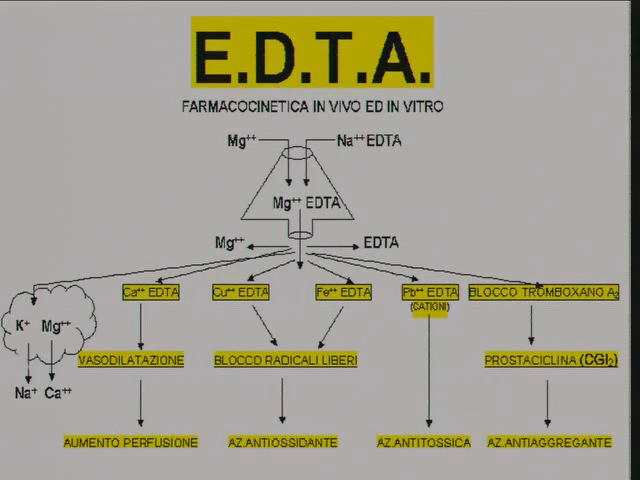 E.D.T.A.
FARMACOCINETICA IN VIVO ED IN VITRO
Mg⁺⁺ Na⁺⁺ EDTA
Mg⁺⁺ EDTA
Mg⁺⁺ EDTA
Ca⁺⁺ EDTA Cu⁺⁺ EDTA Fe⁺⁺ EDTA Pb⁺⁺ EDTA BLOCCO TROMBOXANO A₂
(CATIONI)
K⁺ Mg⁺⁺
VASODILATAZIONE BLOCCO RADICALI LIBERI PROSTACICLINA (CGI₂)
Na⁺ Ca⁺⁺
AUMENTO PERFUSIONE AZ.ANTIOSSIDANTE AZ.ANTITOSSICA AZ.ANTIAGGREGANTE